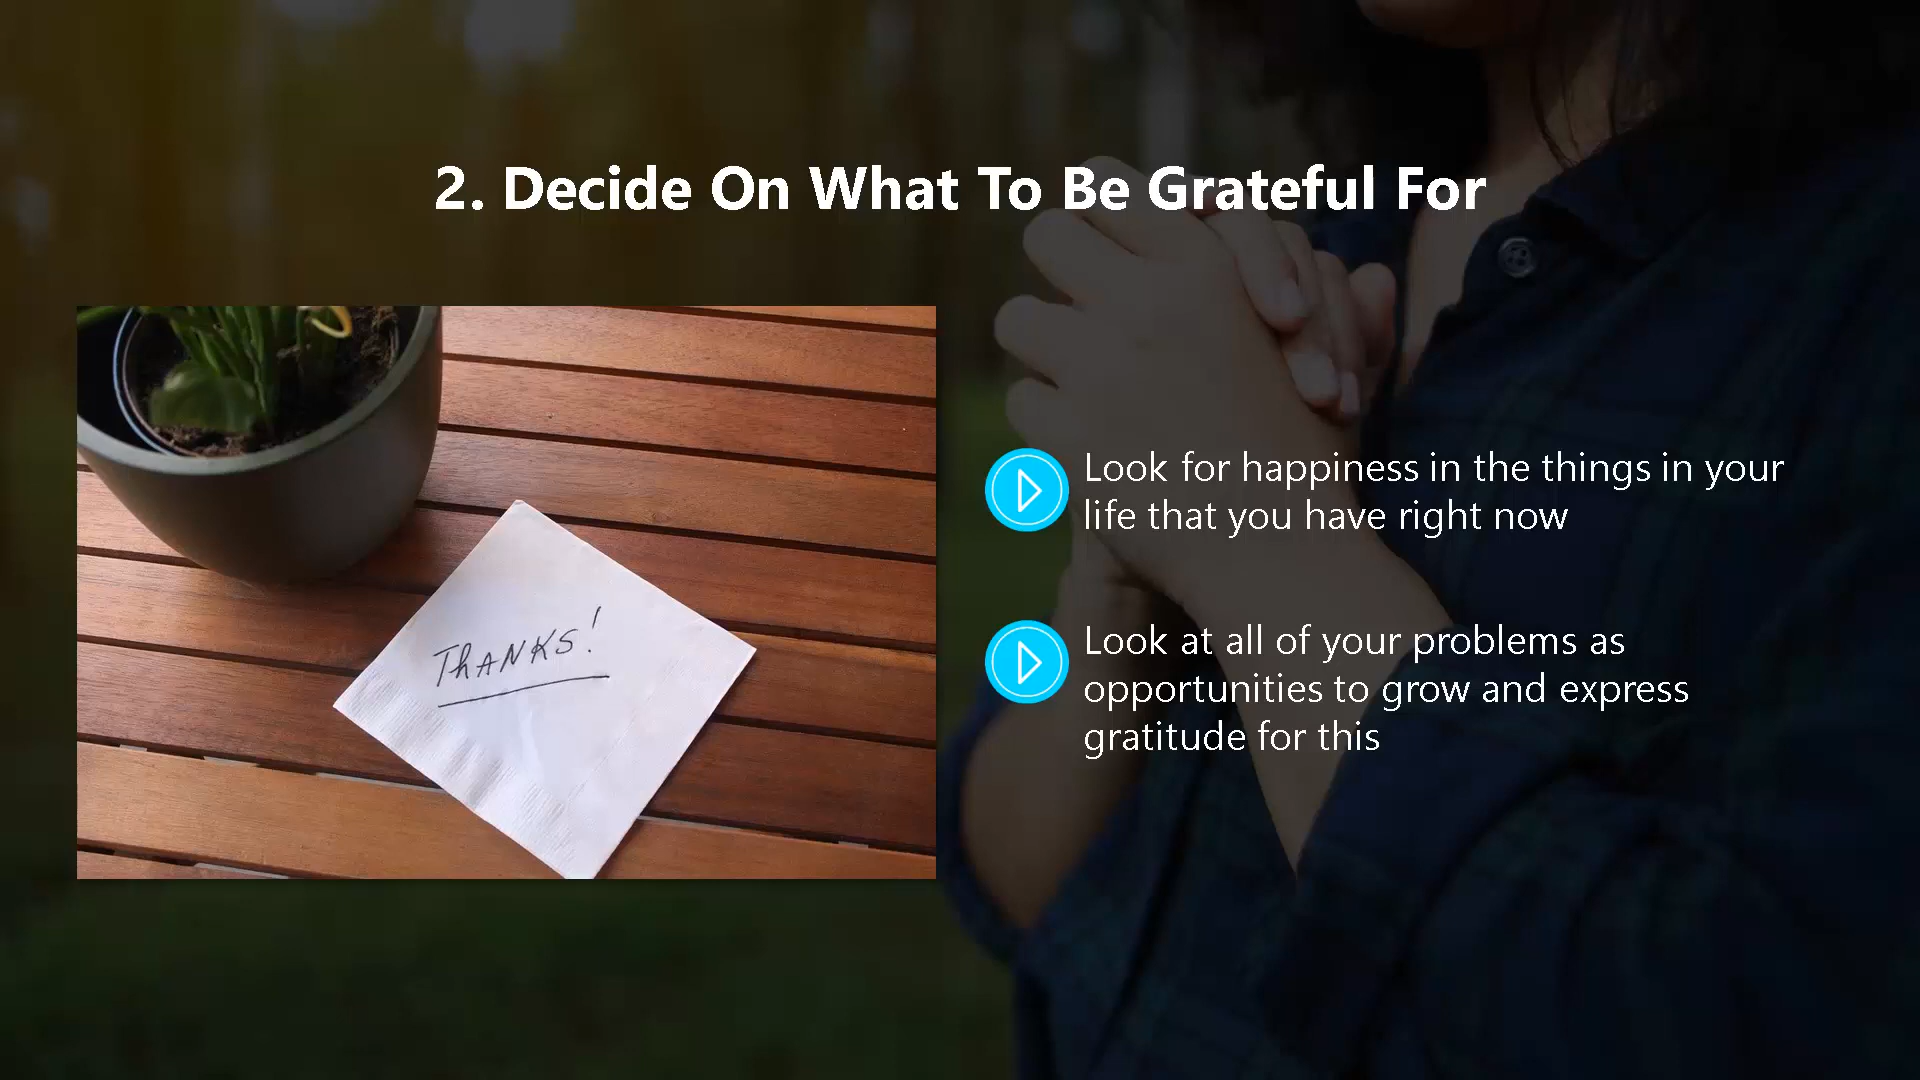 2. Decide On What To Be Grateful For
THANKS!
Look for happiness in the things in your
life that you have right now
Look at all of your problems as
opportunities to grow and express
gratitude for this